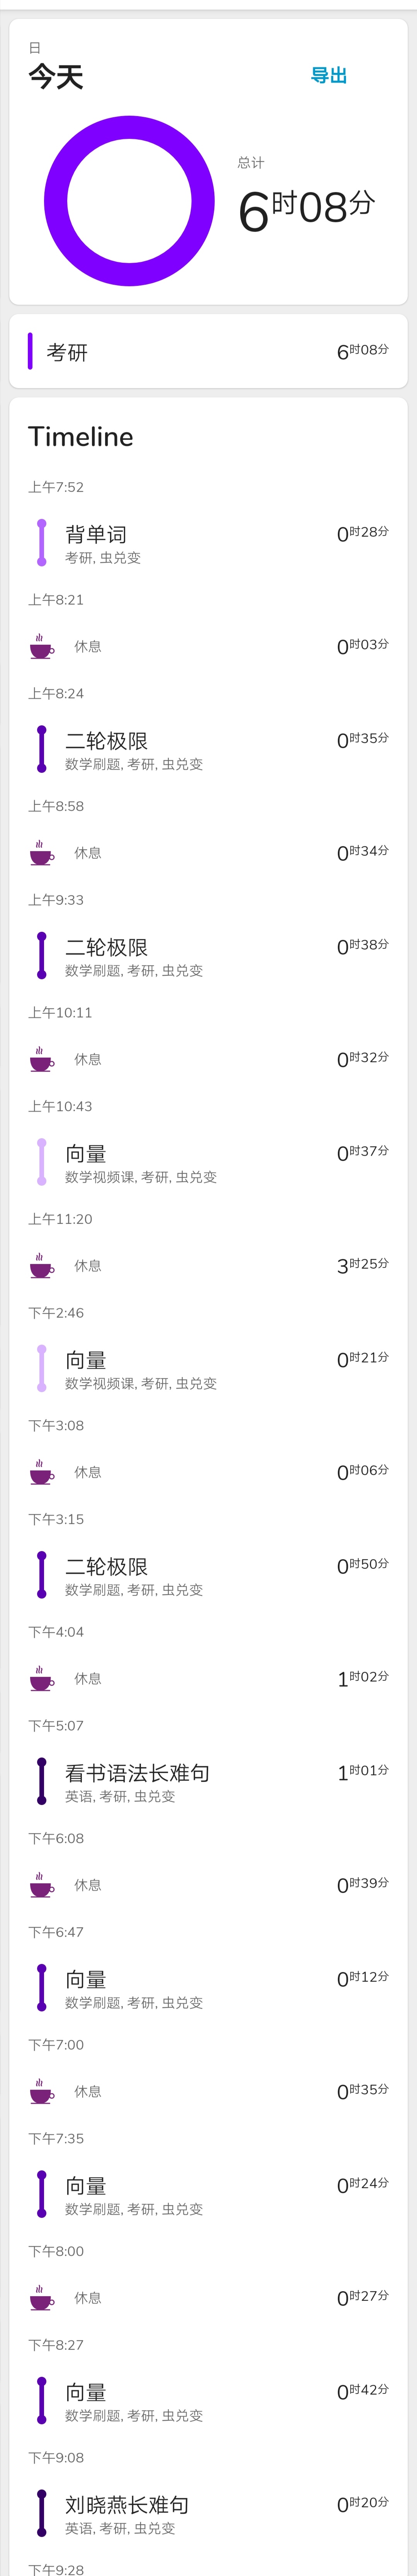 日
今天
导出
总计
6时08分
考研 6时08分
Timeline
上午7:52
背单词 0时28分
考研, 虫兑变
上午8:21
休息 0时03分
上午8:24
二轮极限 0时35分
数学刷题, 考研, 虫兑变
上午8:58
休息 0时34分
上午9:33
二轮极限 0时38分
数学刷题, 考研, 虫兑变
上午10:11
休息 0时32分
上午10:43
向量 0时37分
数学视频课, 考研, 虫兑变
上午11:20
休息 3时25分
下午2:46
向量 0时21分
数学视频课, 考研, 虫兑变
下午3:08
休息 0时06分
下午3:15
二轮极限 0时50分
数学刷题, 考研, 虫兑变
下午4:04
休息 1时02分
下午5:07
看书语法长难句 1时01分
英语, 考研, 虫兑变
下午6:08
休息 0时39分
下午6:47
向量 0时12分
数学刷题, 考研, 虫兑变
下午7:00
休息 0时35分
下午7:35
向量 0时24分
数学刷题, 考研, 虫兑变
下午8:00
休息 0时27分
下午8:27
向量 0时42分
数学刷题, 考研, 虫兑变
下午9:08
刘晓燕长难句 0时20分
英语, 考研, 虫兑变
下午9:28